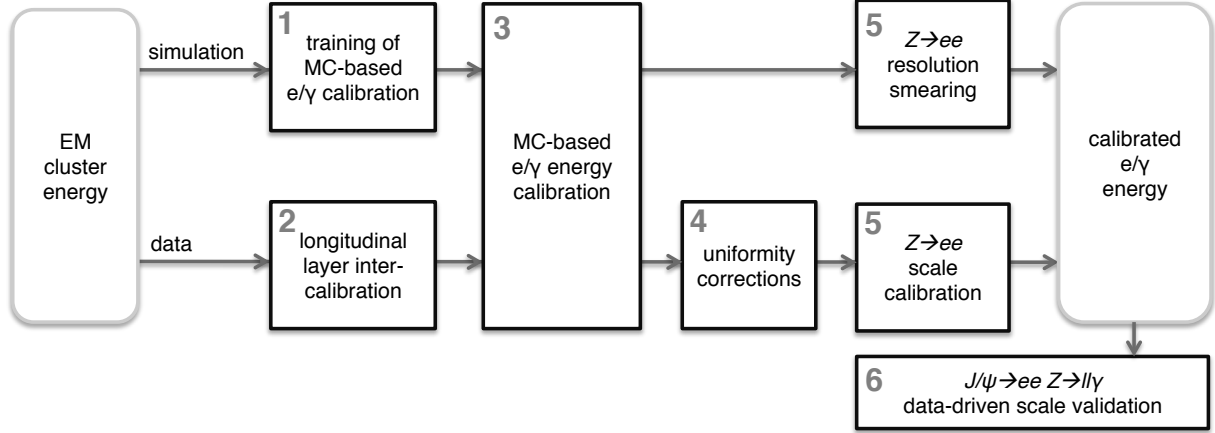 EM
cluster
energy
simulation
data
1
training of
MC-based
e/γ calibration
2
longitudinal
layer inter-
calibration
3
MC-based
e/γ energy
calibration
4
uniformity
corrections
5
Z→ee
resolution
smearing
5
Z→ee
scale
calibration
calibrated
e/γ
energy
6
J/ψ→ee Z→llγ
data-driven scale validation